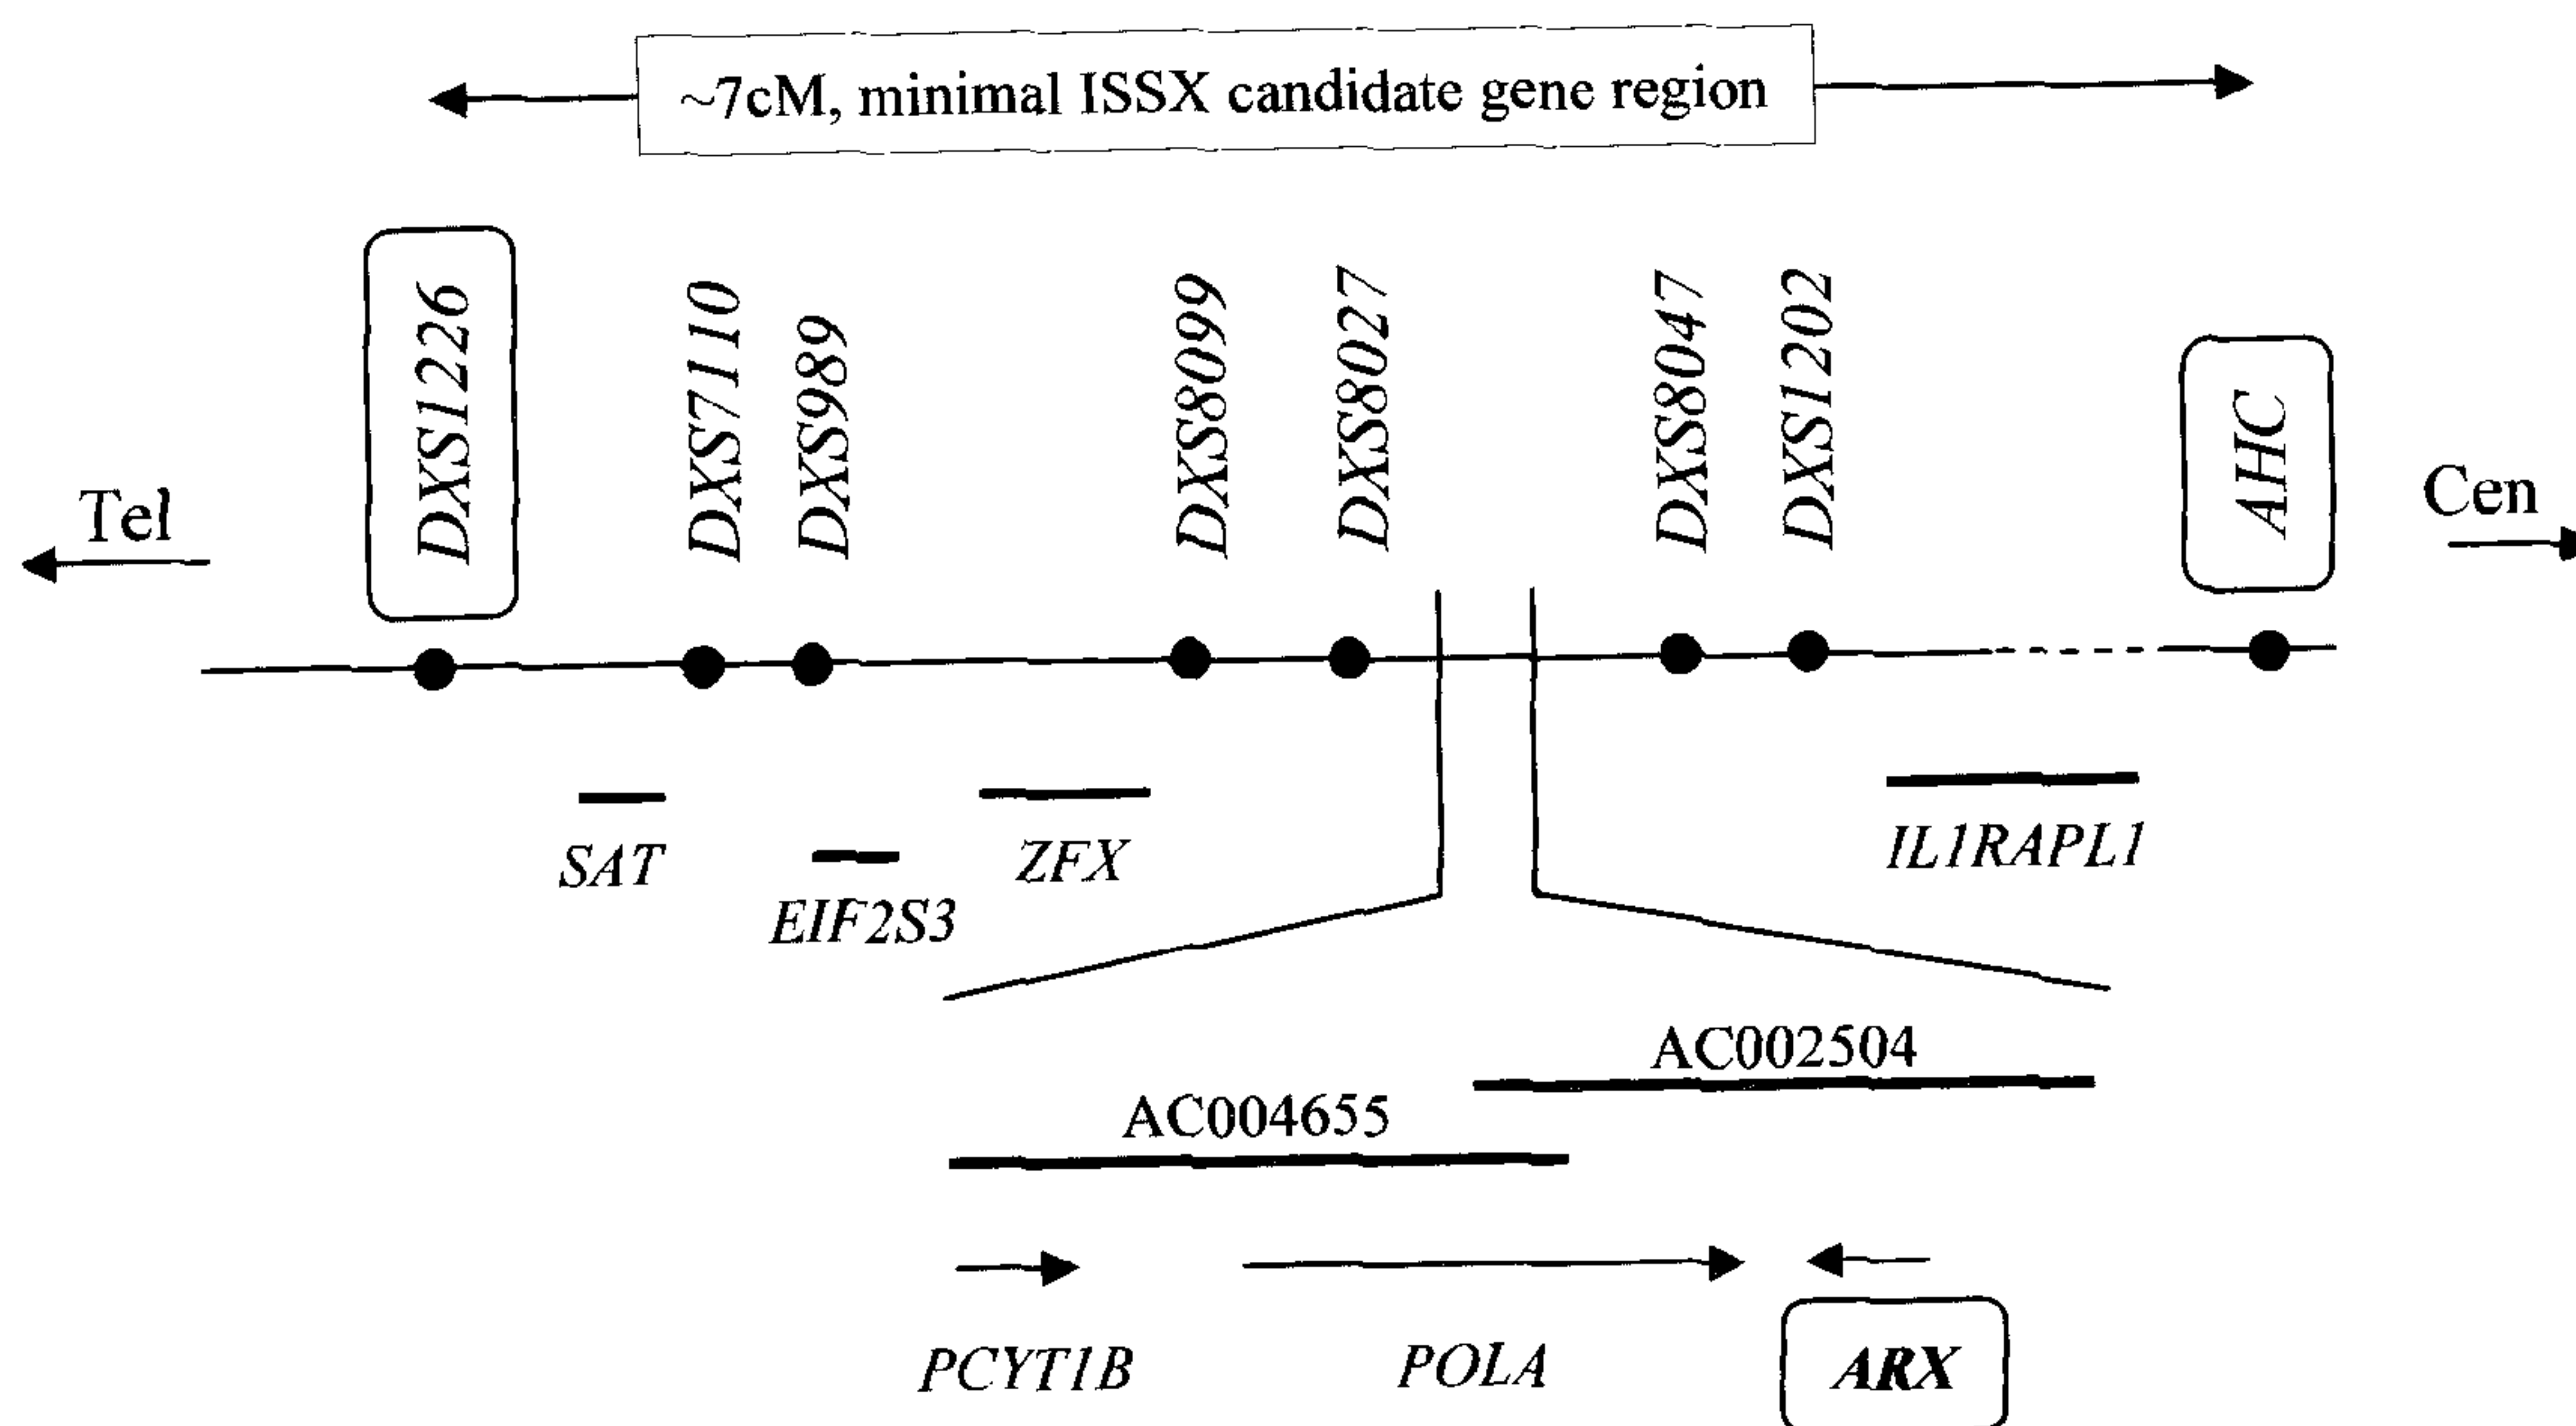 ~7cM, minimal ISSX candidate gene region
Tel
DXS1226
DXS7110
DXS989
DXS8099
DXS8027
DXS8047
DXS1202
AHC
Cen
SAT
EIF2S3
ZFX
IL1RAPL1
AC002504
AC004655
PCYT1B
POLA
ARX